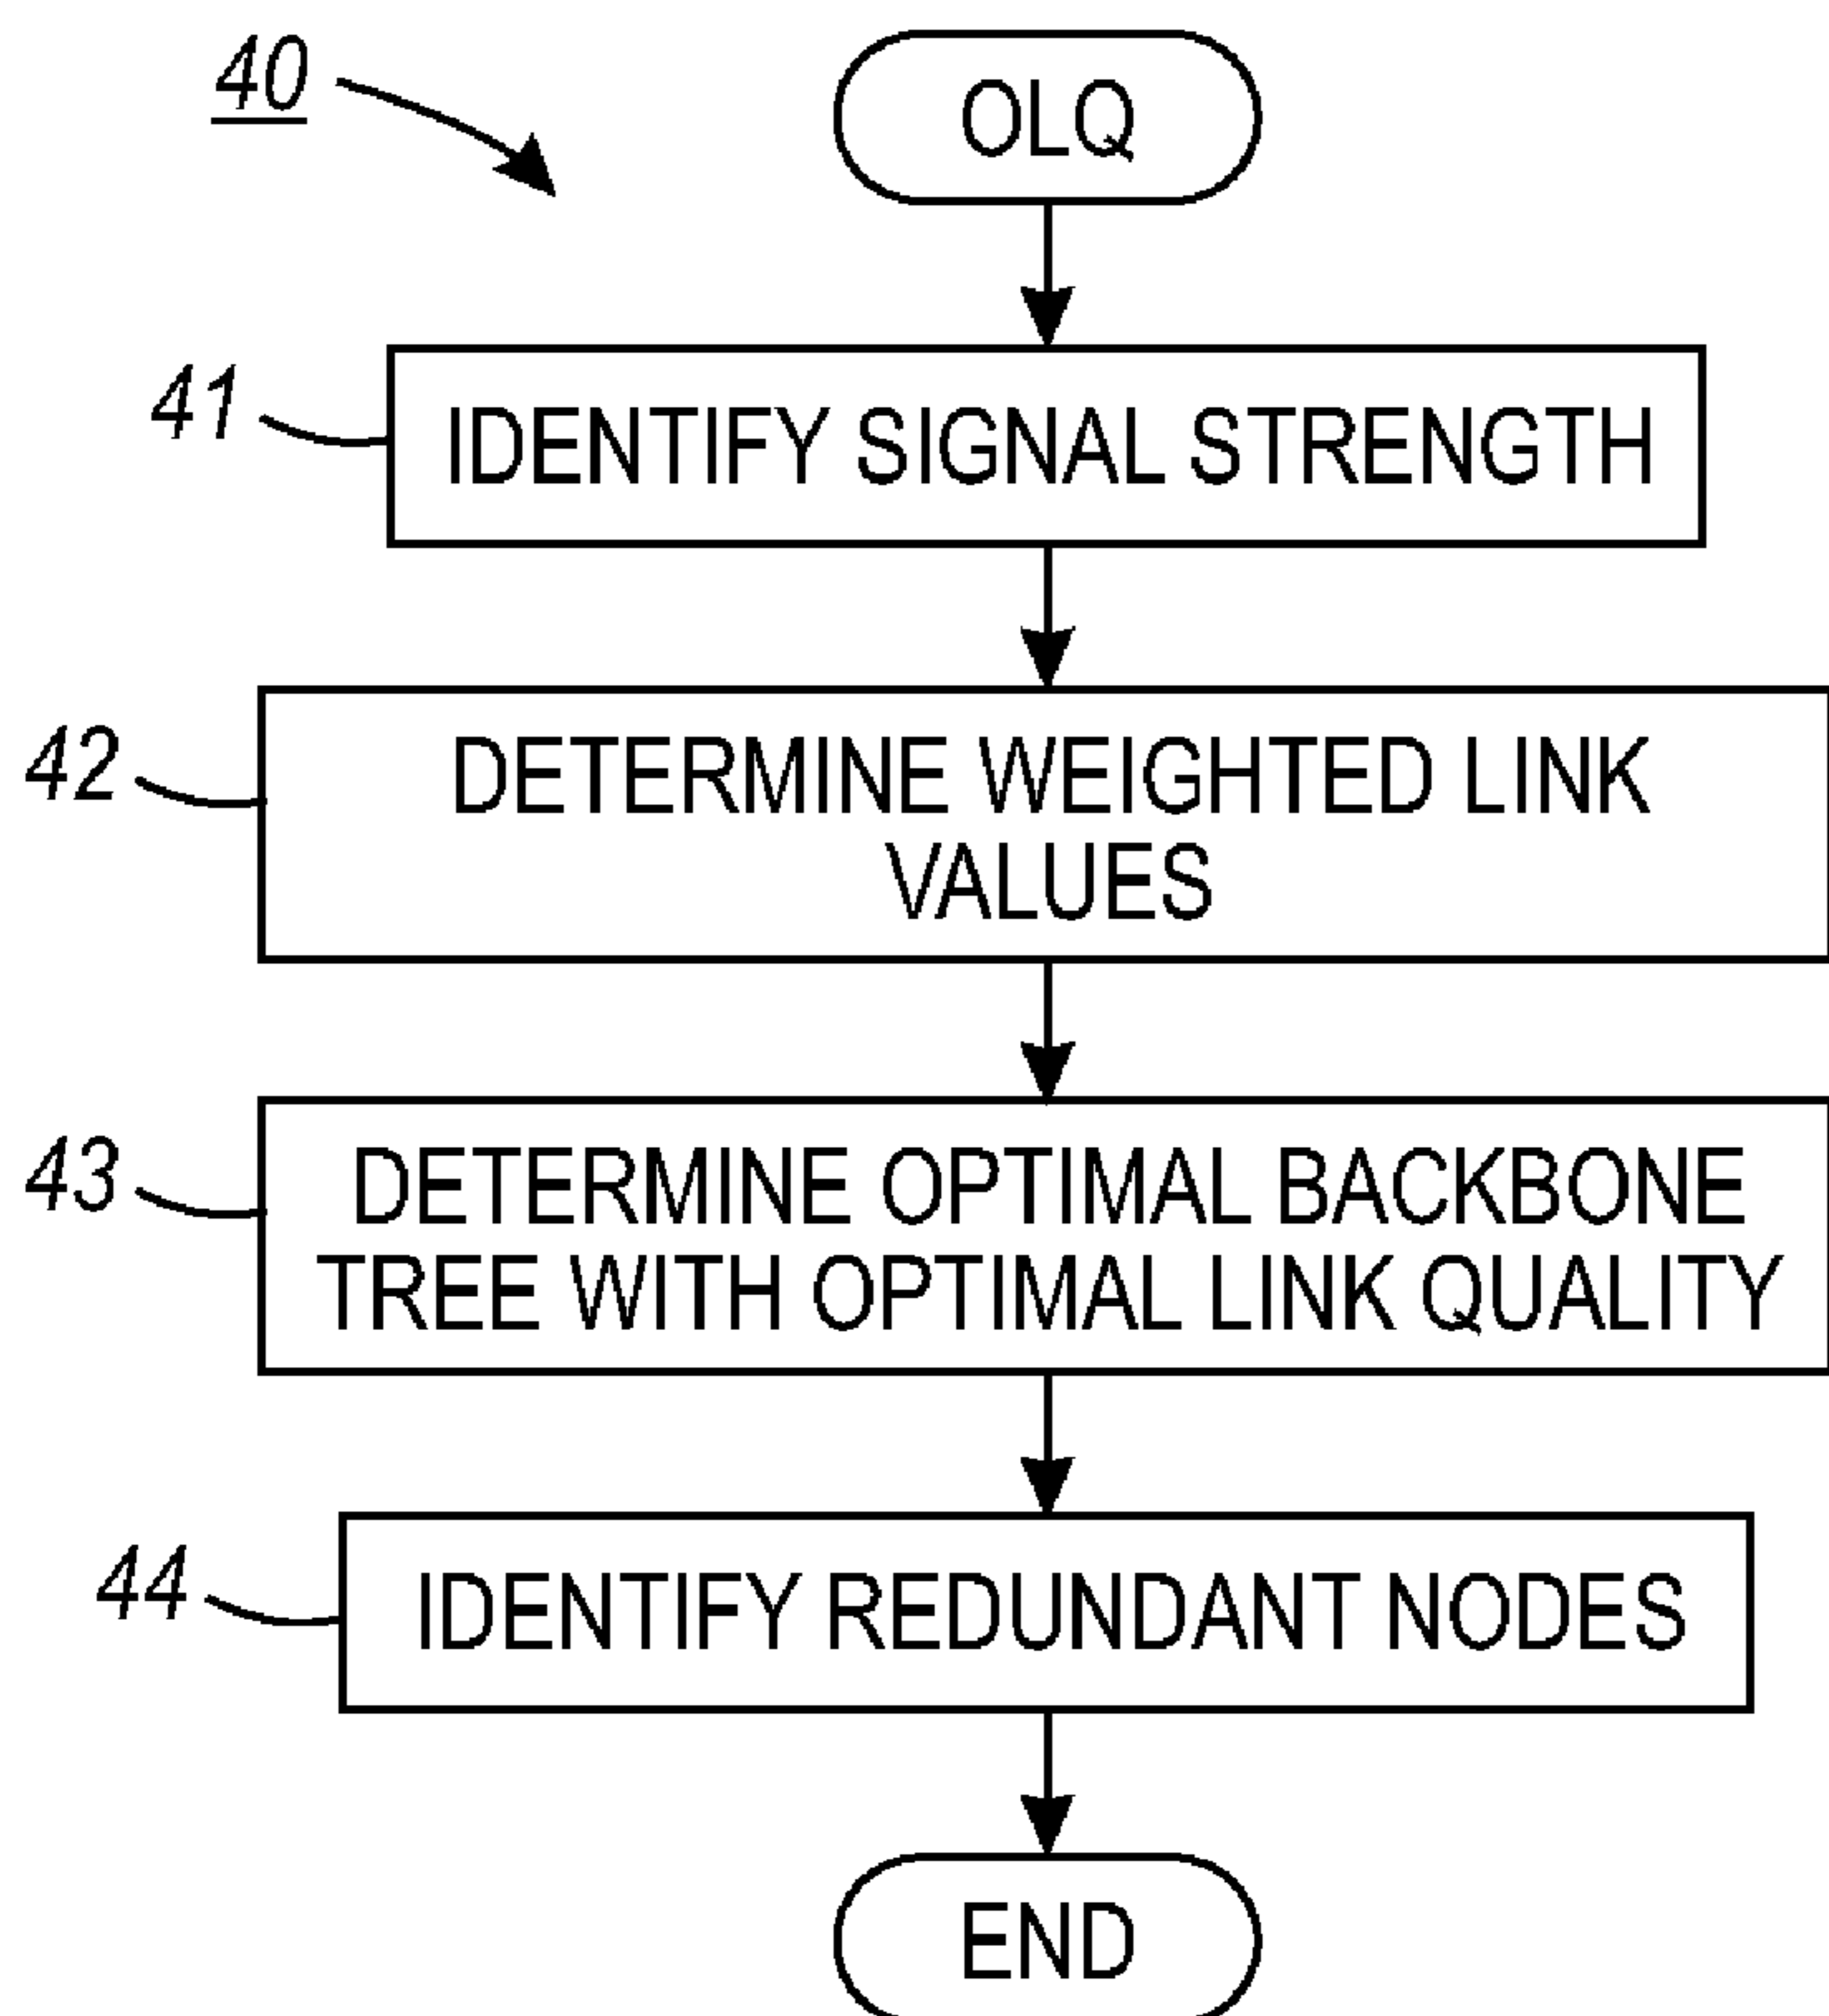 40
OLQ
41
IDENTIFY SIGNAL STRENGTH
42
DETERMINE WEIGHTED LINK
VALUES
43
DETERMINE OPTIMAL BACKBONE
TREE WITH OPTIMAL LINK QUALITY
44
IDENTIFY REDUNDANT NODES
END